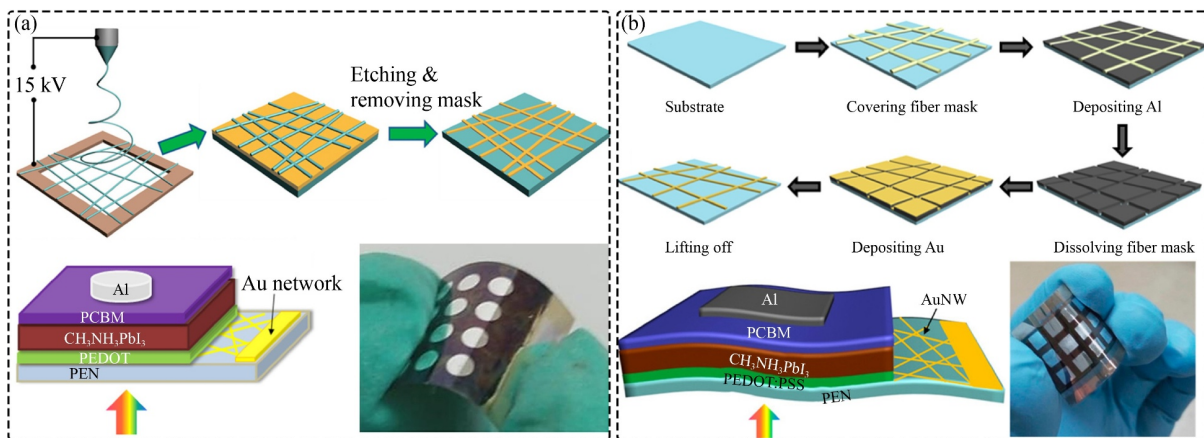 (a)
15 kV
Etching &
removing mask
Al
PCBM
CH₃NH₃PbI₃
PEDOT
PEN
Au network
(b)
Substrate
Covering fiber mask
Depositing Al
Lifting off
Depositing Au
Dissolving fiber mask
Al
AuNW
PCBM
CH₃NH₃PbI₃
PEDOT:PSS
PEN